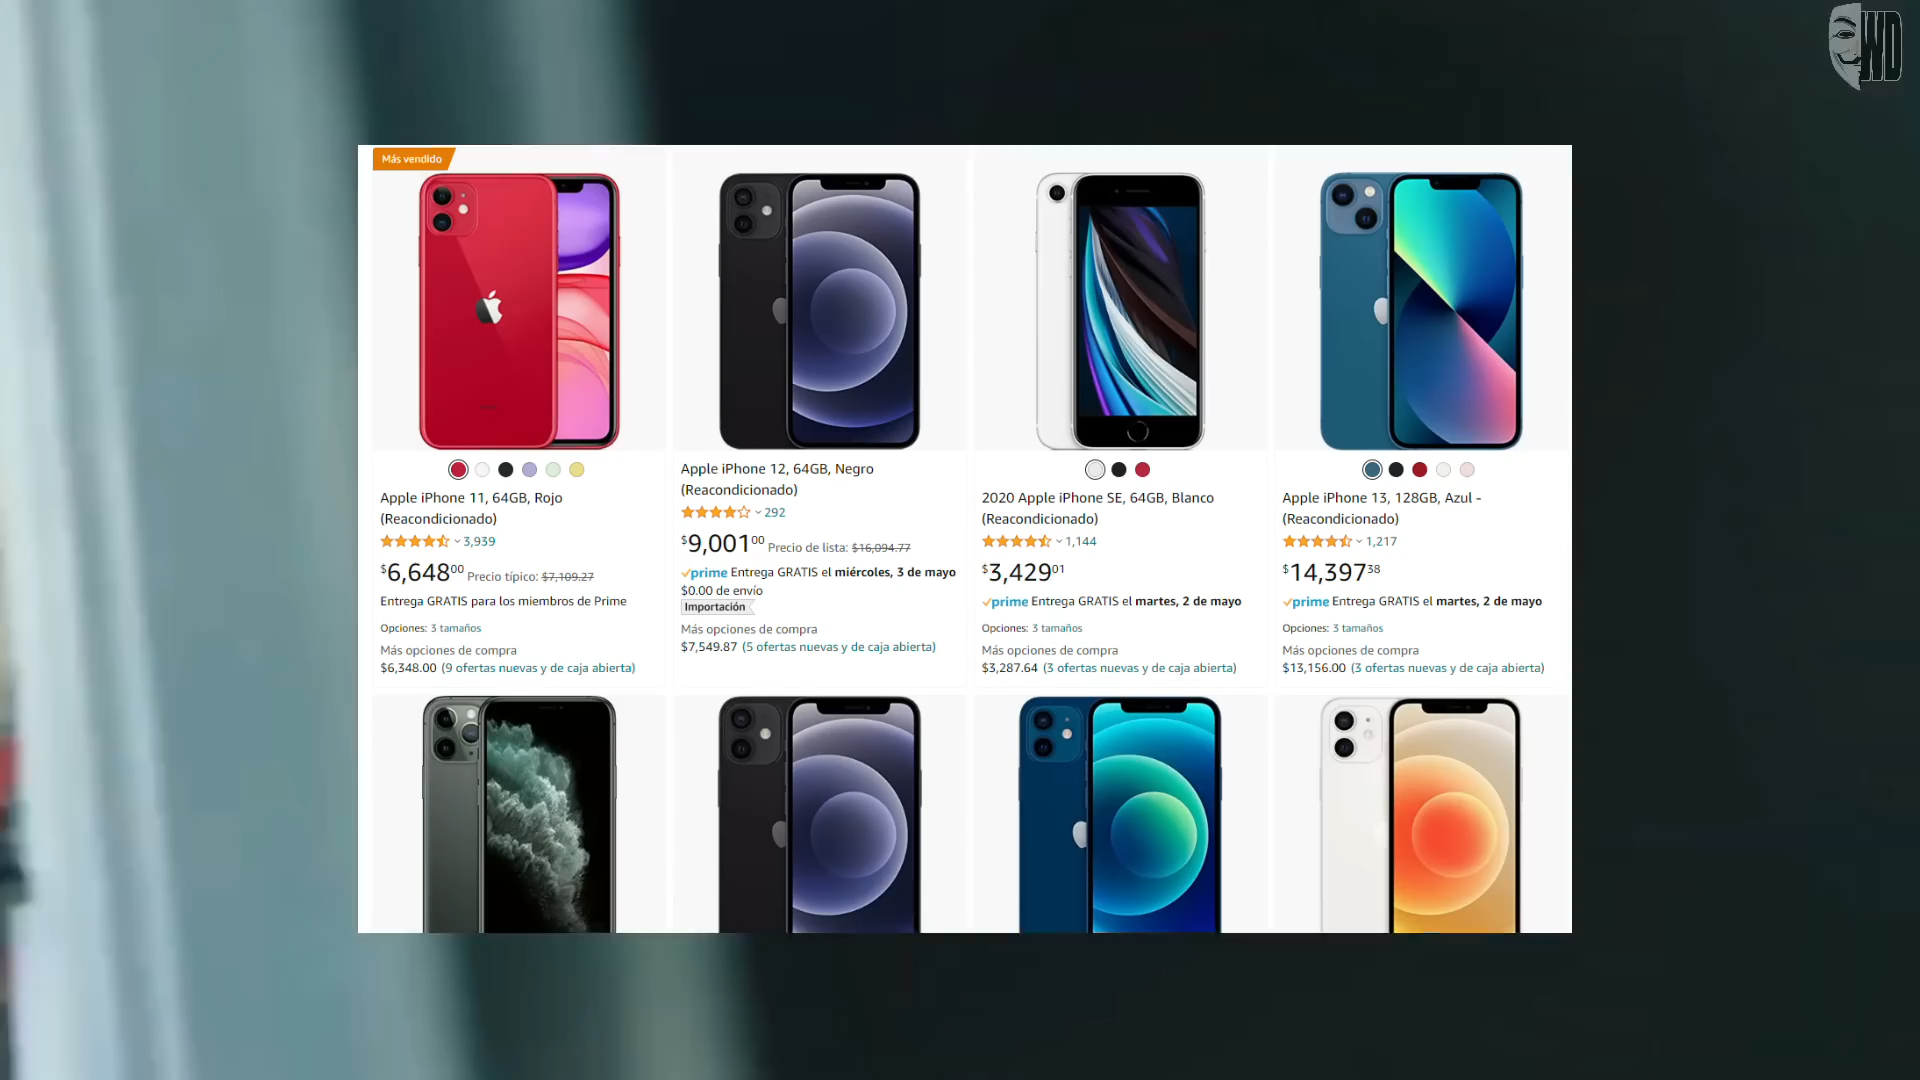 WD
Más vendido
Apple iPhone 11, 64GB, Rojo
(Reacondicionado)
3,939
$6,648.00 Precio típico: $7,109.27
Entrega GRATIS para los miembros de Prime
Opciones: 3 tamaños
Más opciones de compra
$6,348.00 (9 ofertas nuevas y de caja abierta)
Apple iPhone 12, 64GB, Negro
(Reacondicionado)
292
$9,001.00 Precio de lista: $16,094.77
prime Entrega GRATIS el miércoles, 3 de mayo
$0.00 de envío
Importación
Más opciones de compra
$7,549.87 (5 ofertas nuevas y de caja abierta)
2020 Apple iPhone SE, 64GB, Blanco
(Reacondicionado)
1,144
$3,429.01
prime Entrega GRATIS el martes, 2 de mayo
Opciones: 3 tamaños
Más opciones de compra
$3,287.64 (3 ofertas nuevas y de caja abierta)
Apple iPhone 13, 128GB, Azul -
(Reacondicionado)
1,217
$14,397.38
prime Entrega GRATIS el martes, 2 de mayo
Opciones: 3 tamaños
Más opciones de compra
$13,156.00 (3 ofertas nuevas y de caja abierta)